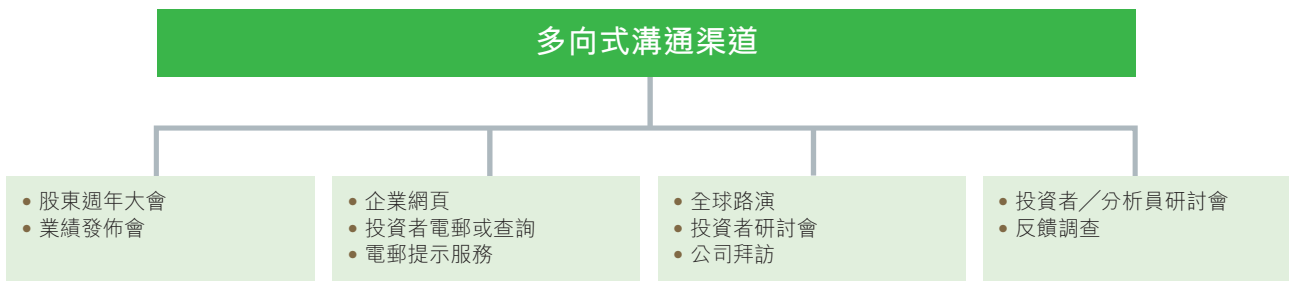 多向式溝通渠道
• 股東週年大會
• 業績發佈會
• 企業網頁
• 投資者電郵或查詢
• 電郵提示服務
• 全球路演
• 投資者研討會
• 公司拜訪
• 投資者／分析員研討會
• 反饋調查